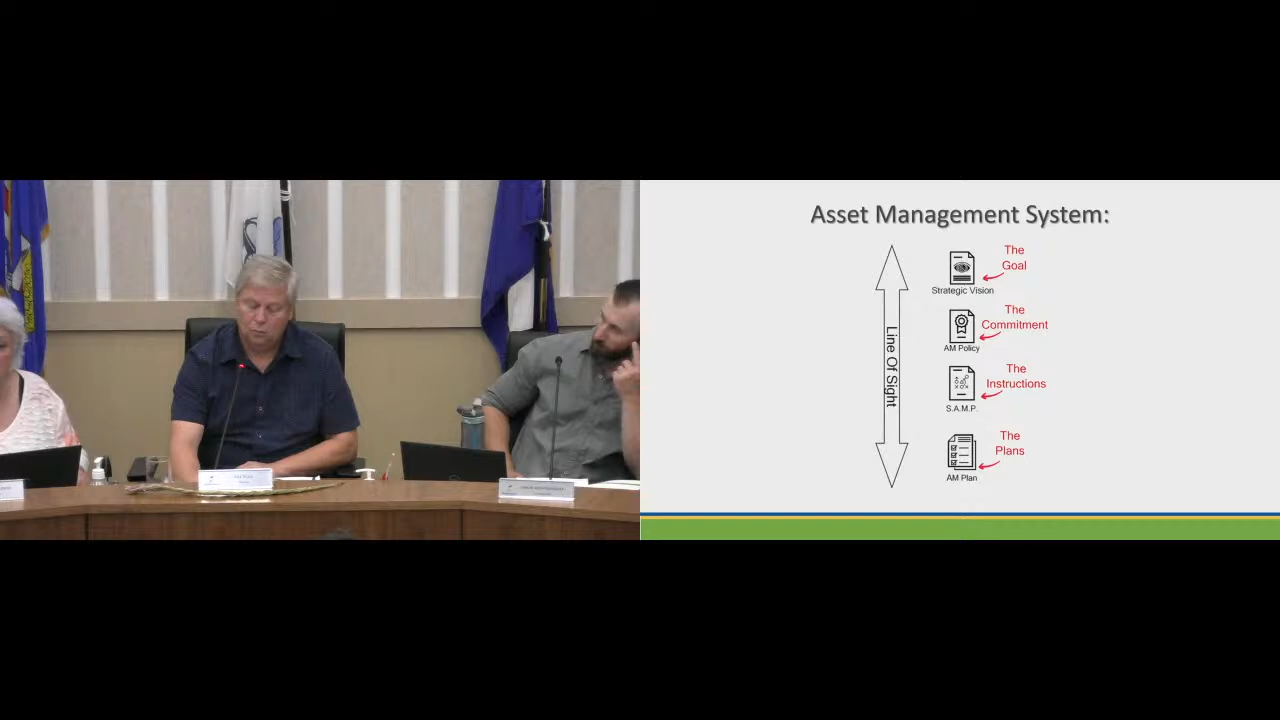 Asset Management System:
Line Of Sight
The
Goal
Strategic Vision
The
Commitment
AM Policy
The
Instructions
S.A.M.P.
The
Plans
AM Plan